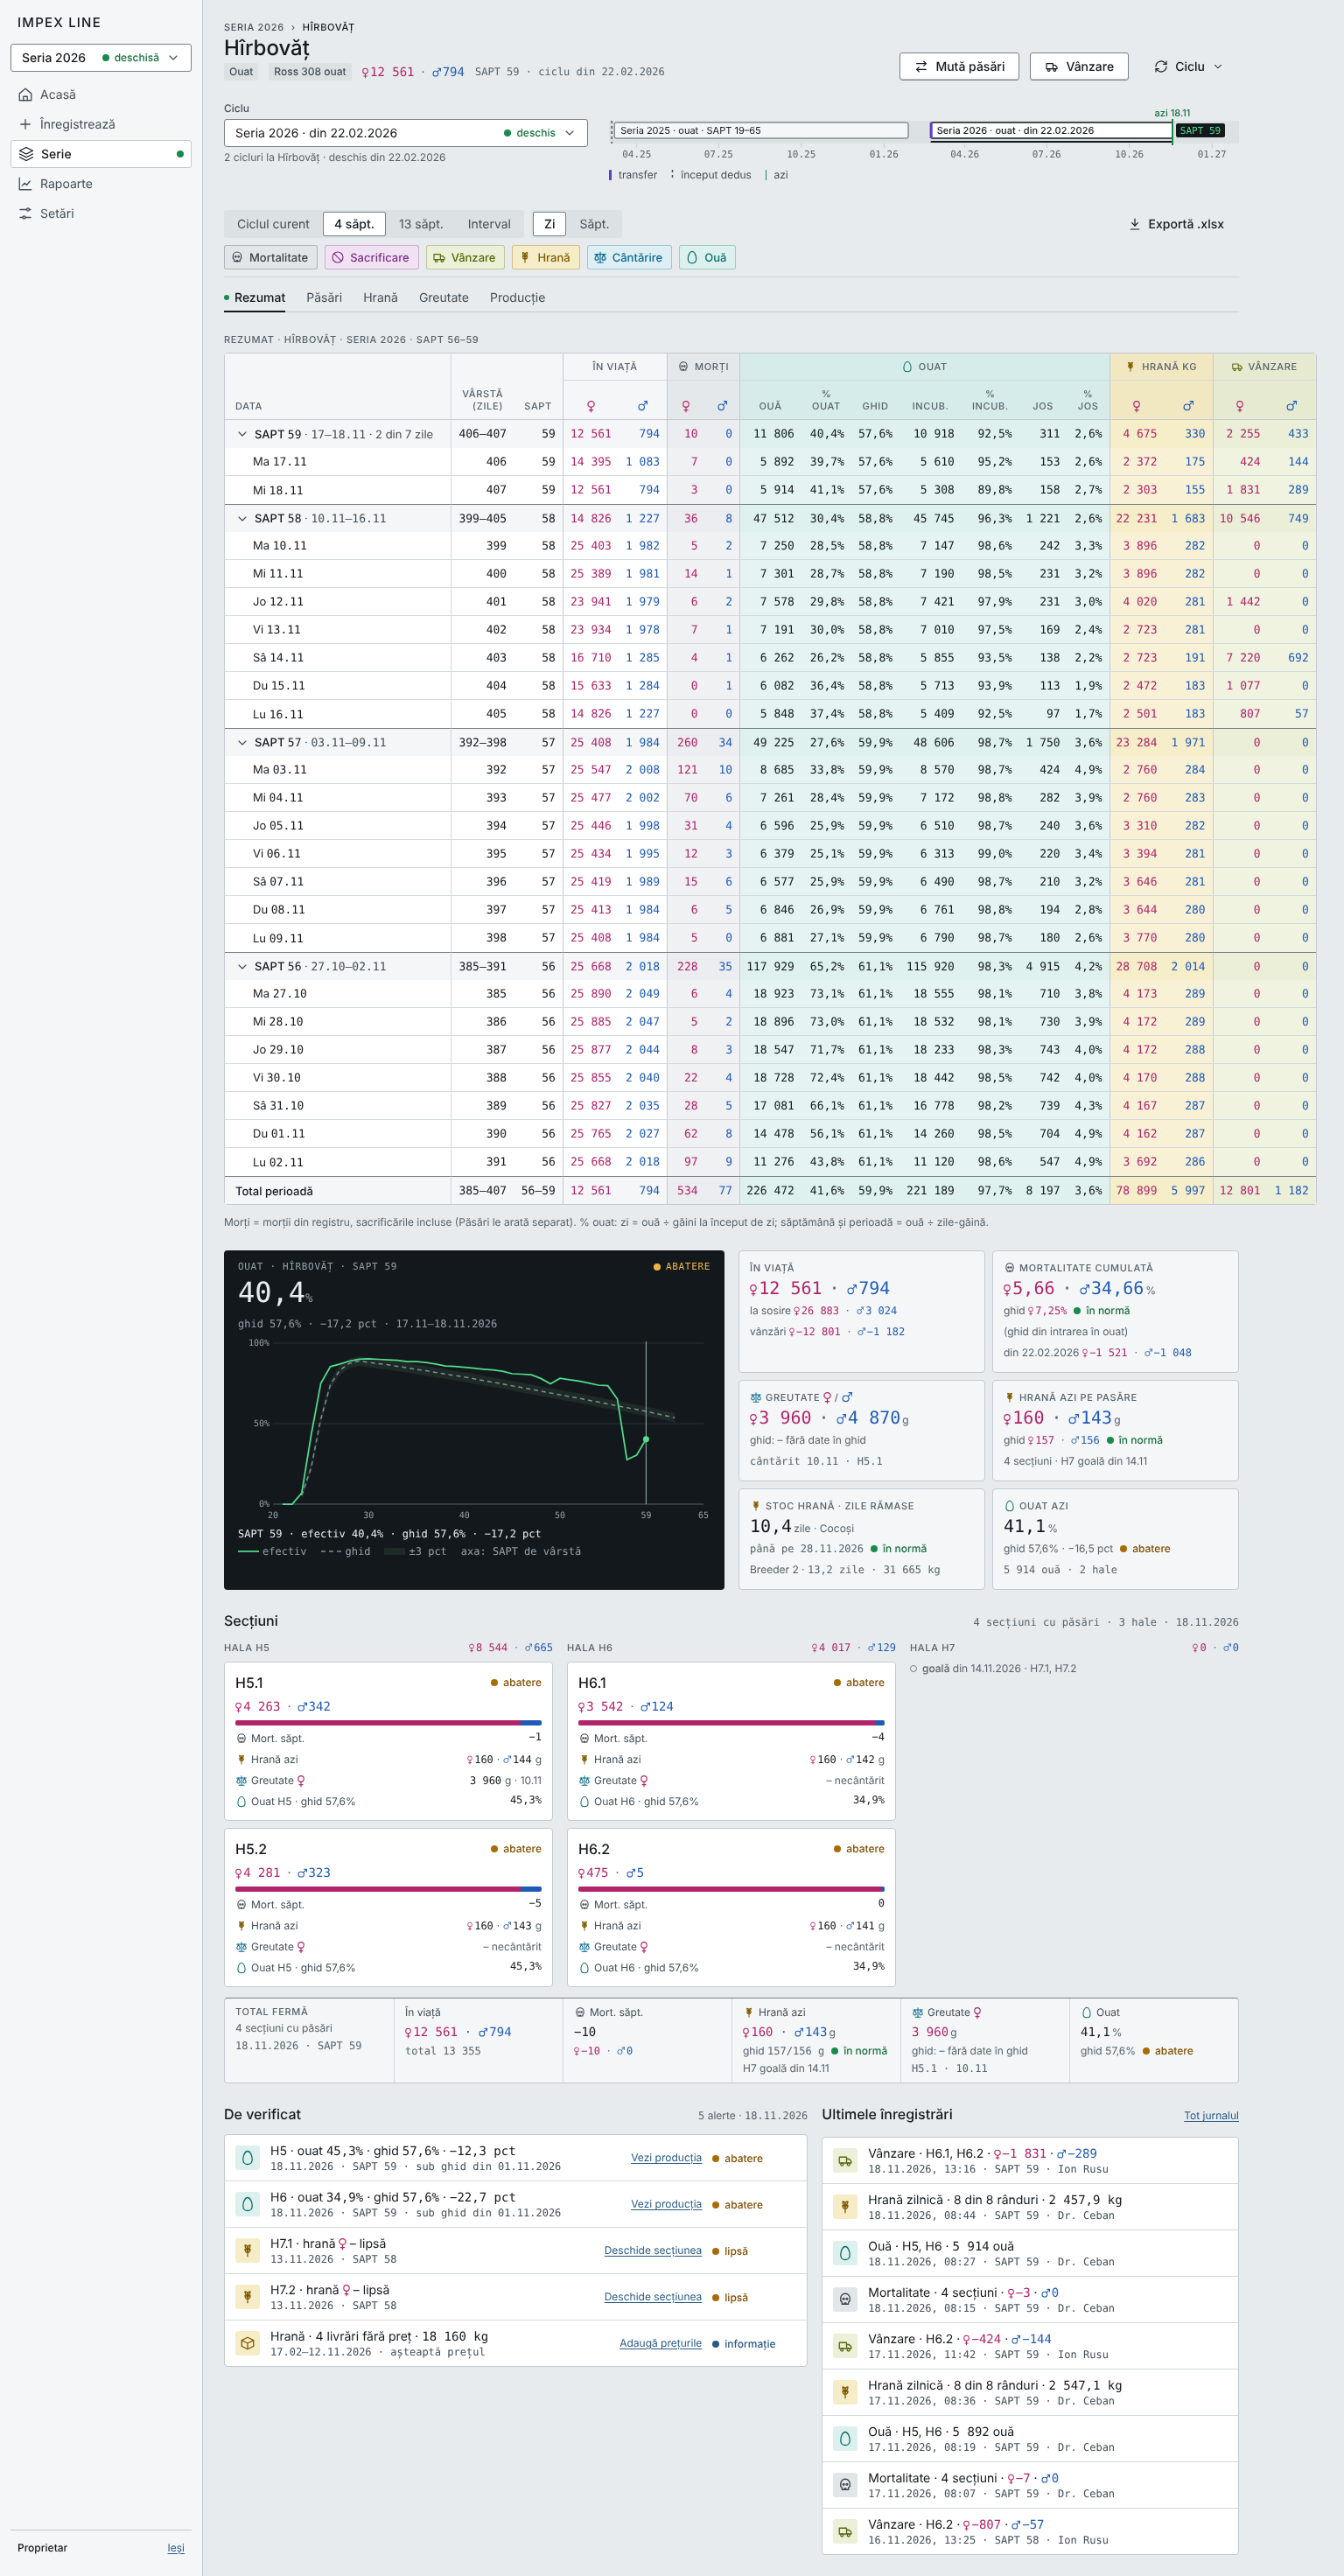 IMPEX LINE
Seria 2026 deschisă
Acasă
Înregistrează
Serie
Rapoarte
Setări
SERIA 2026 › HÎRBOVĂȚ
Hîrbovăț
Ouat Ross 308 ouat ♀12 561 · ♂794 SAPT 59 · ciclu din 22.02.2026
Mută păsări Vânzare Ciclu
Ciclu
Seria 2026 · din 22.02.2026 deschis
2 cicluri la Hîrbovăț · deschis din 22.02.2026
azi 18.11
Seria 2025 · ouat · SAPT 19–65 Seria 2026 · ouat · din 22.02.2026 SAPT 59
04.25 07.25 10.25 01.26 04.26 07.26 10.26 01.27
transfer început dedus azi
Ciclul curent 4 săpt. 13 săpt. Interval Zi Săpt. Exportă .xlsx
Mortalitate Sacrificare Vânzare Hrană Cântărire Ouă
Rezumat Păsări Hrană Greutate Producție
REZUMAT · HÎRBOVĂȚ · SERIA 2026 · SAPT 56–59
ÎN VIAȚĂ MORȚI OUAT HRANĂ KG VÂNZARE
DATA VÂRSTĂ (ZILE) SAPT ♀ ♂ ♀ ♂ OUĂ % OUAT GHID INCUB. % INCUB. JOS % JOS ♀ ♂ ♀ ♂
SAPT 59 · 17–18.11 · 2 din 7 zile 406–407 59 12 561 794 10 0 11 806 40,4% 57,6% 10 918 92,5% 311 2,6% 4 675 330 2 255 433
Ma 17.11 406 59 14 395 1 083 7 0 5 892 39,7% 57,6% 5 610 95,2% 153 2,6% 2 372 175 424 144
Mi 18.11 407 59 12 561 794 3 0 5 914 41,1% 57,6% 5 308 89,8% 158 2,7% 2 303 155 1 831 289
SAPT 58 · 10.11–16.11 399–405 58 14 826 1 227 36 8 47 512 30,4% 58,8% 45 745 96,3% 1 221 2,6% 22 231 1 683 10 546 749
Ma 10.11 399 58 25 403 1 982 5 2 7 250 28,5% 58,8% 7 147 98,6% 242 3,3% 3 896 282 0 0
Mi 11.11 400 58 25 389 1 981 14 1 7 301 28,7% 58,8% 7 190 98,5% 231 3,2% 3 896 282 0 0
Jo 12.11 401 58 23 941 1 979 6 2 7 578 29,8% 58,8% 7 421 97,9% 231 3,0% 4 020 281 1 442 0
Vi 13.11 402 58 23 934 1 978 7 1 7 191 30,0% 58,8% 7 010 97,5% 169 2,4% 2 723 281 0 0
Sâ 14.11 403 58 16 710 1 285 4 1 6 262 26,2% 58,8% 5 855 93,5% 138 2,2% 2 723 191 7 220 692
Du 15.11 404 58 15 633 1 284 0 1 6 082 36,4% 58,8% 5 713 93,9% 113 1,9% 2 472 183 1 077 0
Lu 16.11 405 58 14 826 1 227 0 0 5 848 37,4% 58,8% 5 409 92,5% 97 1,7% 2 501 183 807 57
SAPT 57 · 03.11–09.11 392–398 57 25 408 1 984 260 34 49 225 27,6% 59,9% 48 606 98,7% 1 750 3,6% 23 284 1 971 0 0
Ma 03.11 392 57 25 547 2 008 121 10 8 685 33,8% 59,9% 8 570 98,7% 424 4,9% 2 760 284 0 0
Mi 04.11 393 57 25 477 2 002 70 6 7 261 28,4% 59,9% 7 172 98,8% 282 3,9% 2 760 283 0 0
Jo 05.11 394 57 25 446 1 998 31 4 6 596 25,9% 59,9% 6 510 98,7% 240 3,6% 3 310 282 0 0
Vi 06.11 395 57 25 434 1 995 12 3 6 379 25,1% 59,9% 6 313 99,0% 220 3,4% 3 394 281 0 0
Sâ 07.11 396 57 25 419 1 989 15 6 6 577 25,9% 59,9% 6 490 98,7% 210 3,2% 3 646 281 0 0
Du 08.11 397 57 25 413 1 984 6 5 6 846 26,9% 59,9% 6 761 98,8% 194 2,8% 3 644 280 0 0
Lu 09.11 398 57 25 408 1 984 5 0 6 881 27,1% 59,9% 6 790 98,7% 180 2,6% 3 770 280 0 0
SAPT 56 · 27.10–02.11 385–391 56 25 668 2 018 228 35 117 929 65,2% 61,1% 115 920 98,3% 4 915 4,2% 28 708 2 014 0 0
Ma 27.10 385 56 25 890 2 049 6 4 18 923 73,1% 61,1% 18 555 98,1% 710 3,8% 4 173 289 0 0
Mi 28.10 386 56 25 885 2 047 5 2 18 896 73,0% 61,1% 18 532 98,1% 730 3,9% 4 172 289 0 0
Jo 29.10 387 56 25 877 2 044 8 3 18 547 71,7% 61,1% 18 233 98,3% 743 4,0% 4 172 288 0 0
Vi 30.10 388 56 25 855 2 040 22 4 18 728 72,4% 61,1% 18 442 98,5% 742 4,0% 4 170 288 0 0
Sâ 31.10 389 56 25 827 2 035 28 5 17 081 66,1% 61,1% 16 778 98,2% 739 4,3% 4 167 287 0 0
Du 01.11 390 56 25 765 2 027 62 8 14 478 56,1% 61,1% 14 260 98,5% 704 4,9% 4 162 287 0 0
Lu 02.11 391 56 25 668 2 018 97 9 11 276 43,8% 61,1% 11 120 98,6% 547 4,9% 3 692 286 0 0
Total perioadă 385–407 56–59 12 561 794 534 77 226 472 41,6% 59,9% 221 189 97,7% 8 197 3,6% 78 899 5 997 12 801 1 182
Morți = morții din registru, sacrificările incluse (Păsări le arată separat). % ouat: zi = ouă ÷ găini la început de zi; săptămână și perioadă = ouă ÷ zile-găină.
OUAT · HÎRBOVĂȚ · SAPT 59 ABATERE
40,4%
ghid 57,6% · −17,2 pct · 17.11–18.11.2026
100%
50%
0%
20 30 40 50 59 65
SAPT 59 · efectiv 40,4% · ghid 57,6% · −17,2 pct
efectiv ghid ±3 pct axa: SAPT de vârstă
ÎN VIAȚĂ
♀12 561 · ♂794
la sosire ♀26 883 · ♂3 024
vânzări ♀−12 801 · ♂−1 182
MORTALITATE CUMULATĂ
♀5,66 · ♂34,66%
ghid ♀7,25% în normă
(ghid din intrarea în ouat)
din 22.02.2026 ♀−1 521 · ♂−1 048
GREUTATE ♀ / ♂
♀3 960 · ♂4 870g
ghid: – fără date în ghid
cântărit 10.11 · H5.1
HRANĂ AZI PE PASĂRE
♀160 · ♂143g
ghid ♀157 · ♂156 în normă
4 secțiuni · H7 goală din 14.11
STOC HRANĂ · ZILE RĂMASE
10,4 zile · Cocoși
până pe 28.11.2026 în normă
Breeder 2 · 13,2 zile · 31 665 kg
OUAT AZI
41,1%
ghid 57,6% · −16,5 pct abatere
5 914 ouă · 2 hale
Secțiuni 4 secțiuni cu păsări · 3 hale · 18.11.2026
HALA H5 ♀8 544 · ♂665
H5.1 abatere
♀4 263 · ♂342
Mort. săpt. −1
Hrană azi ♀160 · ♂144 g
Greutate ♀ 3 960 g · 10.11
Ouat H5 · ghid 57,6% 45,3%
H5.2 abatere
♀4 281 · ♂323
Mort. săpt. −5
Hrană azi ♀160 · ♂143 g
Greutate ♀ – necântărit
Ouat H5 · ghid 57,6% 45,3%
HALA H6 ♀4 017 · ♂129
H6.1 abatere
♀3 542 · ♂124
Mort. săpt. −4
Hrană azi ♀160 · ♂142 g
Greutate ♀ – necântărit
Ouat H6 · ghid 57,6% 34,9%
H6.2 abatere
♀475 · ♂5
Mort. săpt. 0
Hrană azi ♀160 · ♂141 g
Greutate ♀ – necântărit
Ouat H6 · ghid 57,6% 34,9%
HALA H7 ♀0 · ♂0
goală din 14.11.2026 · H7.1, H7.2
TOTAL FERMĂ
4 secțiuni cu păsări
18.11.2026 · SAPT 59
În viață
♀12 561 · ♂794
total 13 355
Mort. săpt.
−10
♀−10 · ♂0
Hrană azi
♀160 · ♂143g
ghid 157/156 g în normă
H7 goală din 14.11
Greutate ♀
3 960g
ghid: – fără date în ghid
H5.1 · 10.11
Ouat
41,1%
ghid 57,6% abatere
De verificat 5 alerte · 18.11.2026
H5 · ouat 45,3% · ghid 57,6% · −12,3 pct
18.11.2026 · SAPT 59 · sub ghid din 01.11.2026
Vezi producția abatere
H6 · ouat 34,9% · ghid 57,6% · −22,7 pct
18.11.2026 · SAPT 59 · sub ghid din 01.11.2026
Vezi producția abatere
H7.1 · hrană ♀ – lipsă
13.11.2026 · SAPT 58
Deschide secțiunea lipsă
H7.2 · hrană ♀ – lipsă
13.11.2026 · SAPT 58
Deschide secțiunea lipsă
Hrană · 4 livrări fără preț · 18 160 kg
17.02–12.11.2026 · așteaptă prețul
Adaugă prețurile informație
Ultimele înregistrări Tot jurnalul
Vânzare · H6.1, H6.2 · ♀−1 831 · ♂−289
18.11.2026, 13:16 · SAPT 59 · Ion Rusu
Hrană zilnică · 8 din 8 rânduri · 2 457,9 kg
18.11.2026, 08:44 · SAPT 59 · Dr. Ceban
Ouă · H5, H6 · 5 914 ouă
18.11.2026, 08:27 · SAPT 59 · Dr. Ceban
Mortalitate · 4 secțiuni · ♀−3 · ♂0
18.11.2026, 08:15 · SAPT 59 · Dr. Ceban
Vânzare · H6.2 · ♀−424 · ♂−144
17.11.2026, 11:42 · SAPT 59 · Ion Rusu
Hrană zilnică · 8 din 8 rânduri · 2 547,1 kg
17.11.2026, 08:36 · SAPT 59 · Dr. Ceban
Ouă · H5, H6 · 5 892 ouă
17.11.2026, 08:19 · SAPT 59 · Dr. Ceban
Mortalitate · 4 secțiuni · ♀−7 · ♂0
17.11.2026, 08:07 · SAPT 59 · Dr. Ceban
Vânzare · H6.2 · ♀−807 · ♂−57
16.11.2026, 13:25 · SAPT 58 · Ion Rusu
Proprietar Ieși